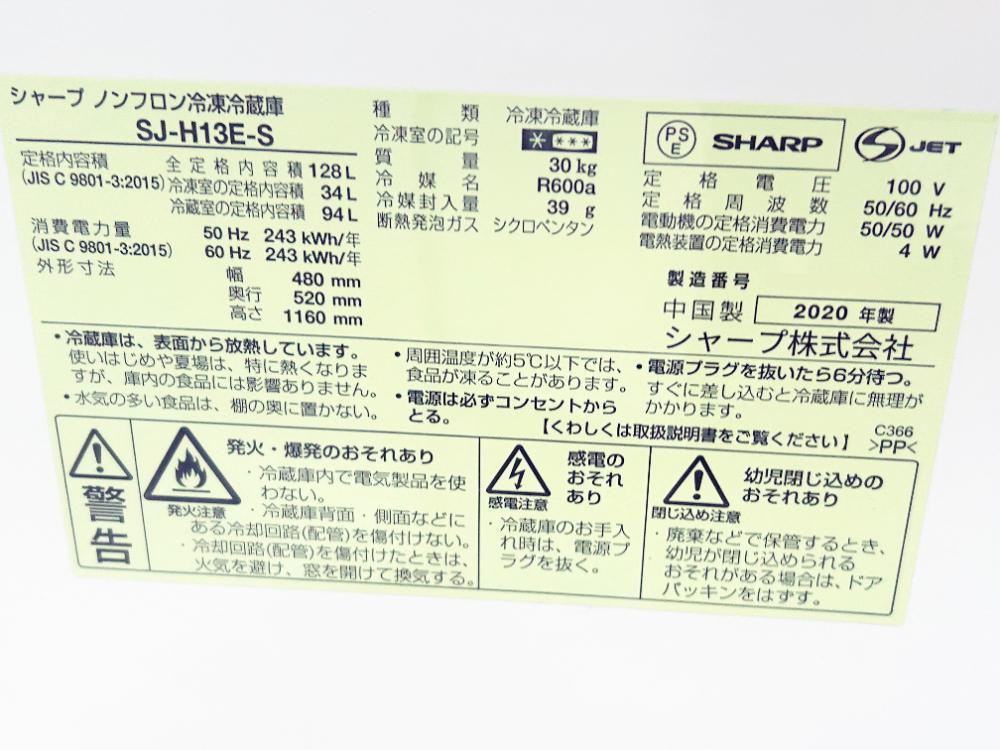 シャープ ノンフロン冷凍冷蔵庫
SJ-H13E-S
定格内容積 全定格内容積 128 L
(JIS C 9801-3:2015) 冷凍室の定格内容積 34 L
冷蔵室の定格内容積 94 L
消費電力量 50 Hz 243 kWh/年
(JIS C 9801-3:2015) 60 Hz 243 kWh/年
外形寸法 幅 480 mm
奥行 520 mm
高さ 1160 mm
種類 冷凍冷蔵庫
冷凍室の記号 * ***
質量 30 kg
冷媒名 R600a
冷媒封入量 39 g
断熱発泡ガス シクロペンタン
PS E SHARP JET
定格電圧 100 V
定格周波数 50/60 Hz
電動機の定格消費電力 50/50 W
電熱装置の定格消費電力 4 W
製造番号
中国製 2020 年製
シャープ株式会社
・冷蔵庫は、表面から放熱しています。
使いはじめや夏場は、特に熱くなりま
すが、庫内の食品には影響ありません。
・水気の多い食品は、棚の奥に置かない。
・周囲温度が約5℃以下では、
食品が凍ることがあります。
・電源は必ずコンセントから
とる。
・電源プラグを抜いたら6分待つ。
すぐに差し込むと冷蔵庫に無理が
かかります。
【くわしくは取扱説明書をご覧ください】
C366
>PP<
警告
発火・爆発のおそれあり
発火注意
・冷蔵庫内で電気製品を使
わない。
・冷蔵庫背面・側面などに
ある冷却回路(配管)を傷付けない。
・冷却回路(配管)を傷付けたときは、
火気を避け、窓を開けて換気する。
感電の
おそれ
あり
感電注意
・冷蔵庫のお手入
れ時は、電源プ
ラグを抜く。
幼児閉じ込めの
おそれあり
閉じ込め注意
・廃棄などで保管するとき、
幼児が閉じ込められる
おそれがある場合は、ドア
パッキンをはずす。